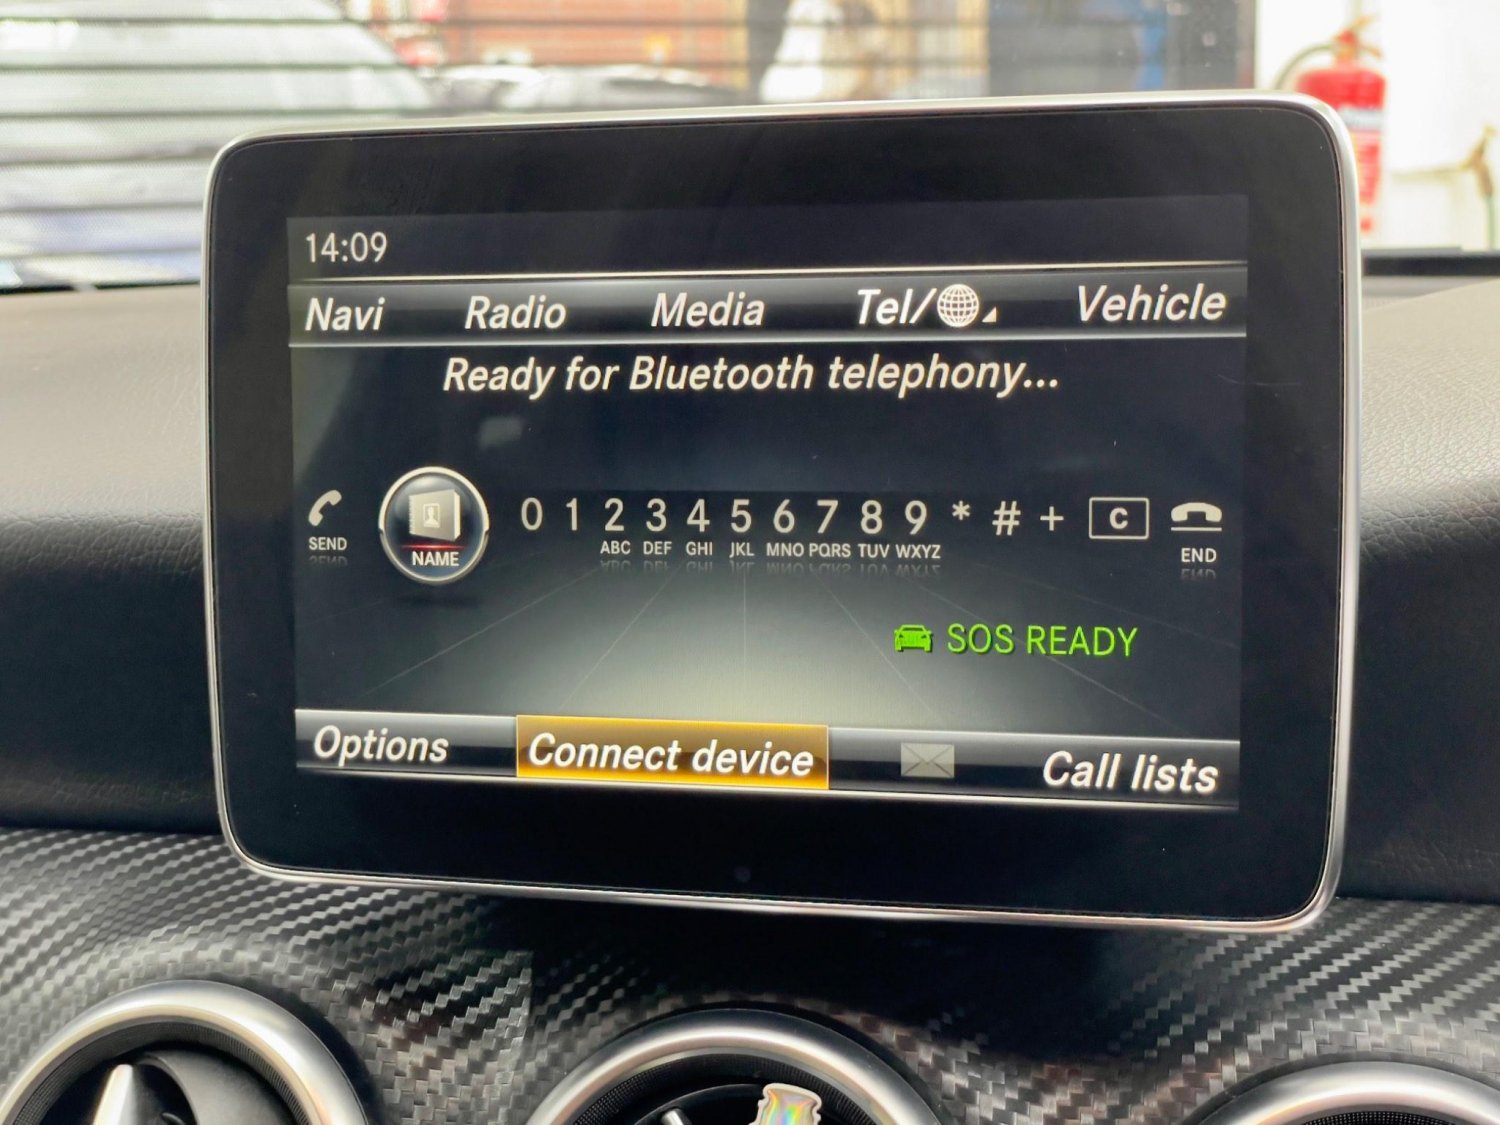 14:09
Navi Radio Media Tel/ Vehicle
Ready for Bluetooth telephony...
SEND NAME 0 1 2 3 4 5 6 7 8 9 * # + C END
ABC DEF GHI JKL MNO PQRS TUV WXYZ
SOS READY
Options Connect device Call lists